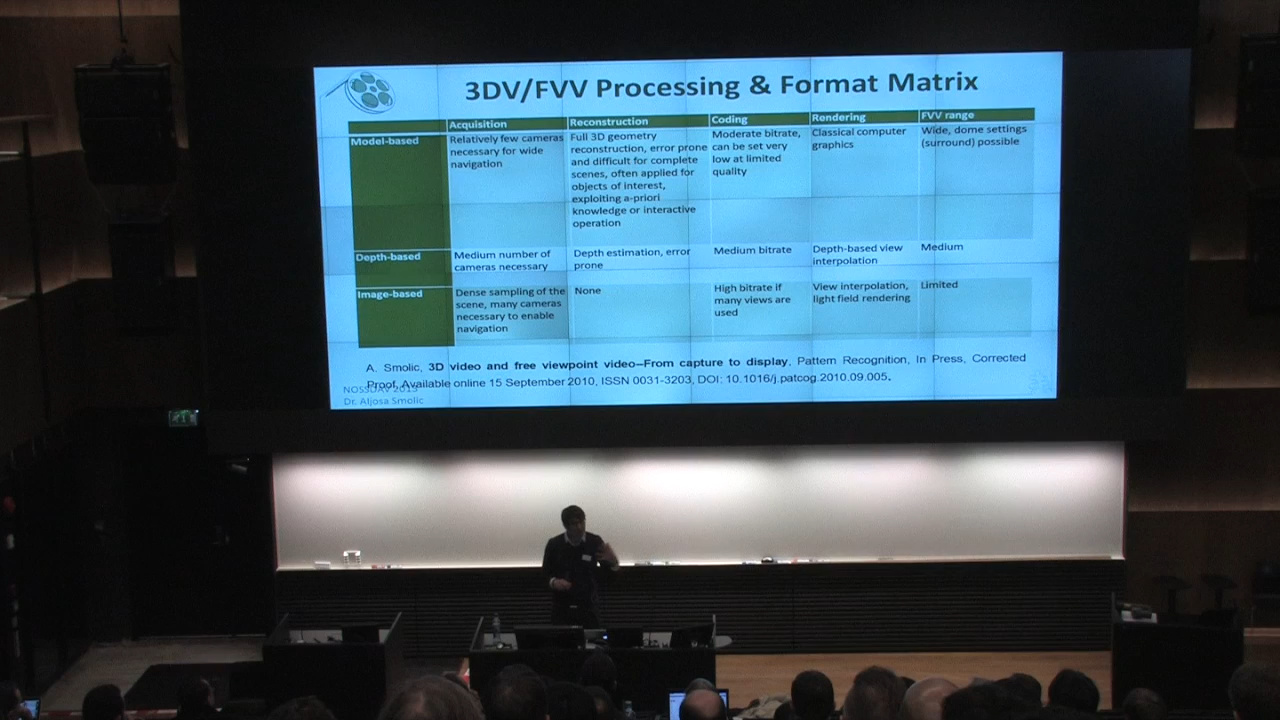 3DV/FVV Processing & Format Matrix
Acquisition Reconstruction Coding Rendering FVV range
Model-based
Relatively few cameras
necessary for wide
navigation
Full 3D geometry
reconstruction, error prone
and difficult for complete
scenes, often applied for
objects of interest,
exploiting a-priori
knowledge or interactive
operation
Moderate bitrate,
can be set very
low at limited
quality
Classical computer
graphics
Wide, dome settings
(surround) possible
Depth-based
Medium number of
cameras necessary
Depth estimation, error
prone
Medium bitrate
Depth-based view
interpolation
Medium
Image-based
Dense sampling of the
scene, many cameras
necessary to enable
navigation
None
High bitrate if
many views are
used
View interpolation,
light field rendering
Limited
A. Smolic, 3D video and free viewpoint video–From capture to display, Pattern Recognition, In Press, Corrected
Proof, Available online 15 September 2010, ISSN 0031-3203, DOI: 10.1016/j.patcog.2010.09.005.
Dr. Aljosa Smolic